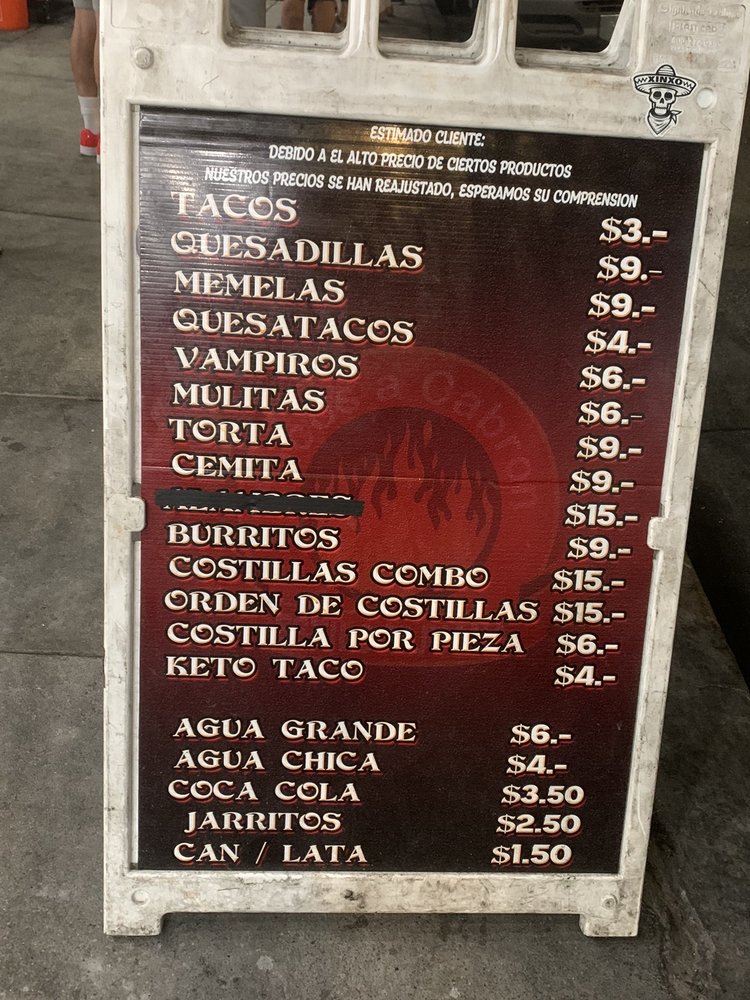 XINXO
ESTIMADO CLIENTE:
DEBIDO A EL ALTO PRECIO DE CIERTOS PRODUCTOS
NUESTROS PRECIOS SE HAN REAJUSTADO, ESPERAMOS SU COMPRENSION
TACOS $3.-
QUESADILLAS $9.-
MEMELAS $9.-
QUESATACOS $4.-
VAMPIROS $6.-
MULITAS $6.-
TORTA $9.-
CEMITA $9.-
$15.-
BURRITOS $9.-
COSTILLAS COMBO $15.-
ORDEN DE COSTILLAS $15.-
COSTILLA POR PIEZA $6.-
KETO TACO $4.-
AGUA GRANDE $6.-
AGUA CHICA $4.-
COCA COLA $3.50
JARRITOS $2.50
CAN / LATA $1.50